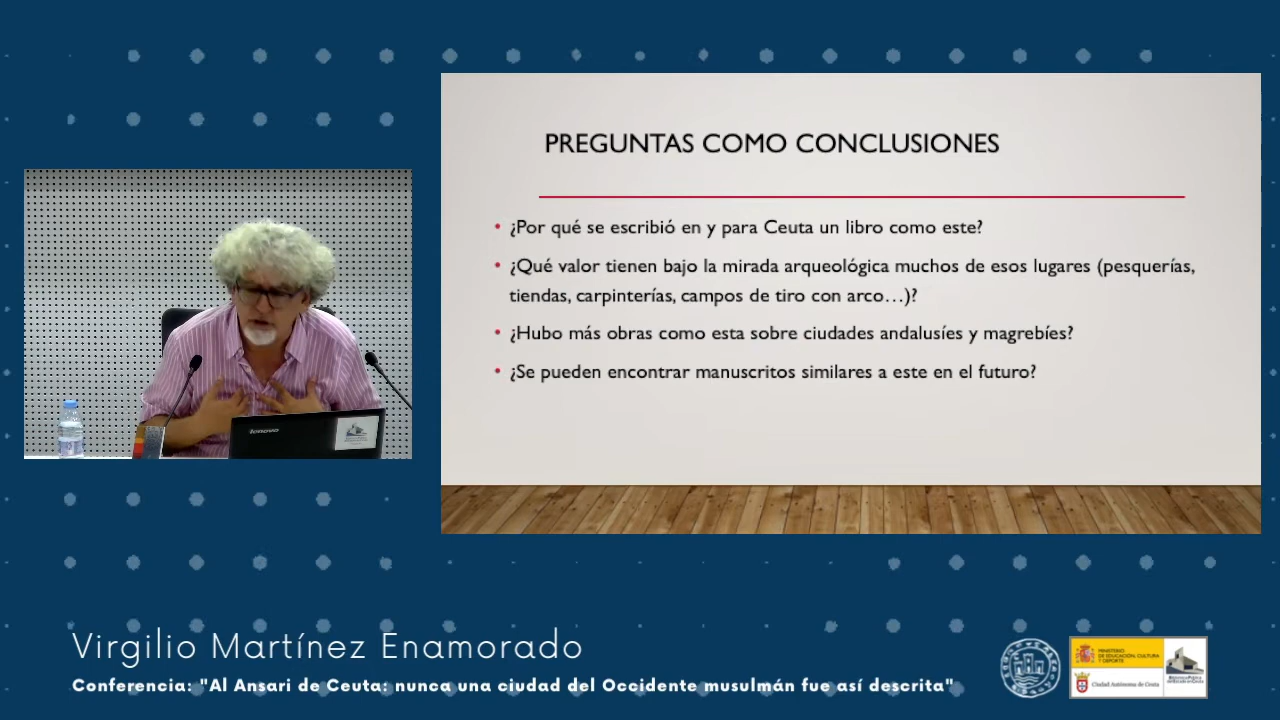 PREGUNTAS COMO CONCLUSIONES
• ¿Por qué se escribió en y para Ceuta un libro como este?
• ¿Qué valor tienen bajo la mirada arqueológica muchos de esos lugares (pesquerías,
tiendas, carpinterías, campos de tiro con arco…)?
• ¿Hubo más obras como esta sobre ciudades andalusíes y magrebíes?
• ¿Se pueden encontrar manuscritos similares a este en el futuro?
lenovo
Virgilio Martínez Enamorado
Conferencia: "Al Ansari de Ceuta: nunca una ciudad del Occidente musulmán fue así descrita"
MINISTERIO
DE EDUCACIÓN, CULTURA
Y DEPORTE
Ciudad Autónoma de Ceuta